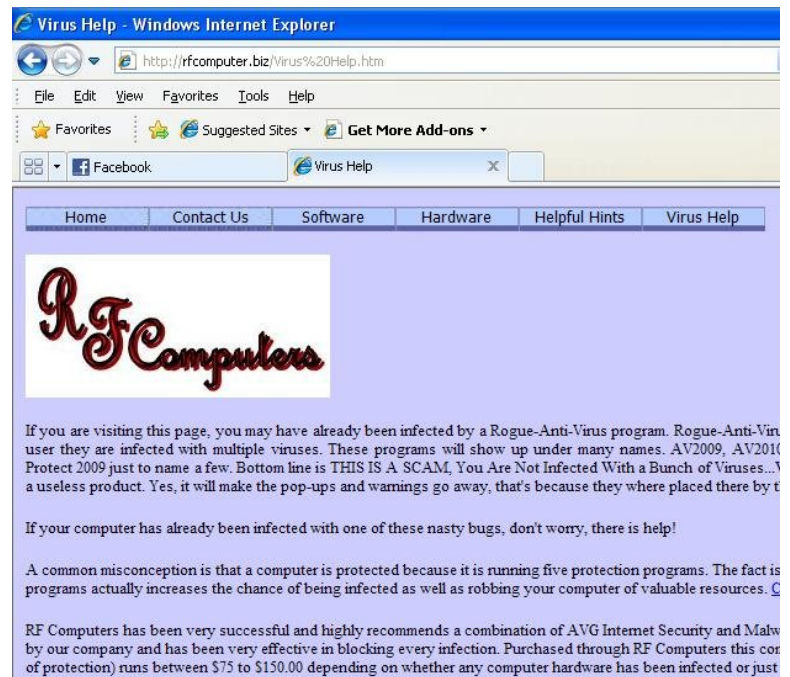 Virus Help - Windows Internet Explorer
http://rfcomputer.biz/Virus%20Help.htm
File Edit View Favorites Tools Help
Favorites Suggested Sites Get More Add-ons
Facebook Virus Help X
Home Contact Us Software Hardware Helpful Hints Virus Help
RF Computers
If you are visiting this page, you may have already been infected by a Rogue-Anti-Virus program. Rogue-Anti-Viru
user they are infected with multiple viruses. These programs will show up under many names. AV2009, AV2010
Protect 2009 just to name a few. Bottom line is THIS IS A SCAM, You Are Not Infected With a Bunch of Viruses...
a useless product. Yes, it will make the pop-ups and warnings go away, that's because they where placed there by
If your computer has already been infected with one of these nasty bugs, don't worry, there is help!
A common misconception is that a computer is protected because it is running five protection programs. The fact is
programs actually increases the chance of being infected as well as robbing your computer of valuable resources.
RF Computers has been very successful and highly recommends a combination of AVG Internet Security and Malw
by our company and has been very effective in blocking every infection. Purchased through RF Computers this
of protection) runs between $75 to $150.00 depending on whether any computer hardware has been infected or just